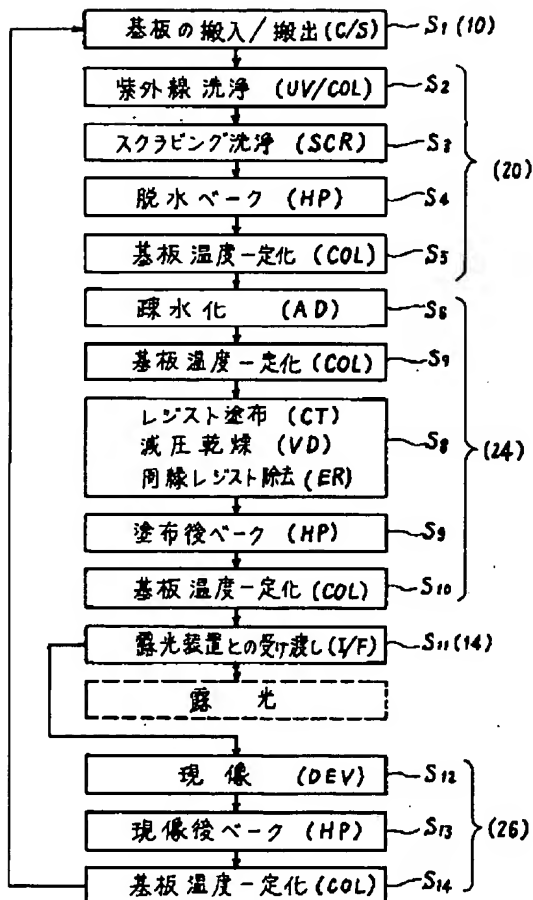 基板の搬入/搬出(C/S) S1(10)
紫外線洗浄 (UV/COL) S2
スクラビング洗浄 (SCR) S3
脱水ベーク (HP) S4
基板温度一定化 (COL) S5
(20)
疎水化 (AD) S6
基板温度一定化 (COL) S9
レジスト塗布 (CT)
減圧乾燥 (VD) S8
周縁レジスト除去 (ER)
(24)
塗布後ベーク (HP) S9
基板温度一定化 (COL) S10
露光装置との受け渡し(I/F) S11(14)
露光
現像 (DEV) S12
現像後ベーク (HP) S13
(26)
基板温度一定化(COL) S14